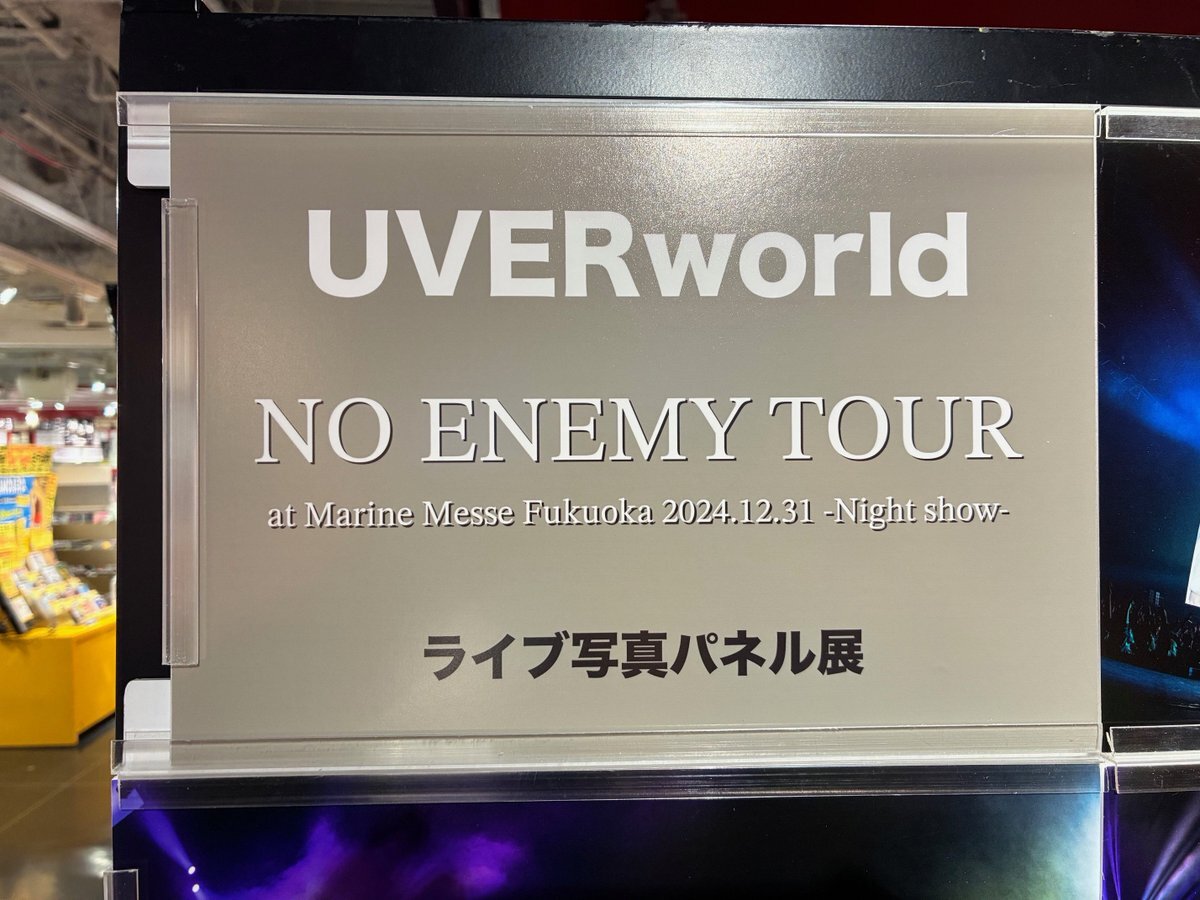 UVERworld
NO ENEMY TOUR
at Marine Messe Fukuoka 2024.12.31 -Night show-
ライブ写真パネル展